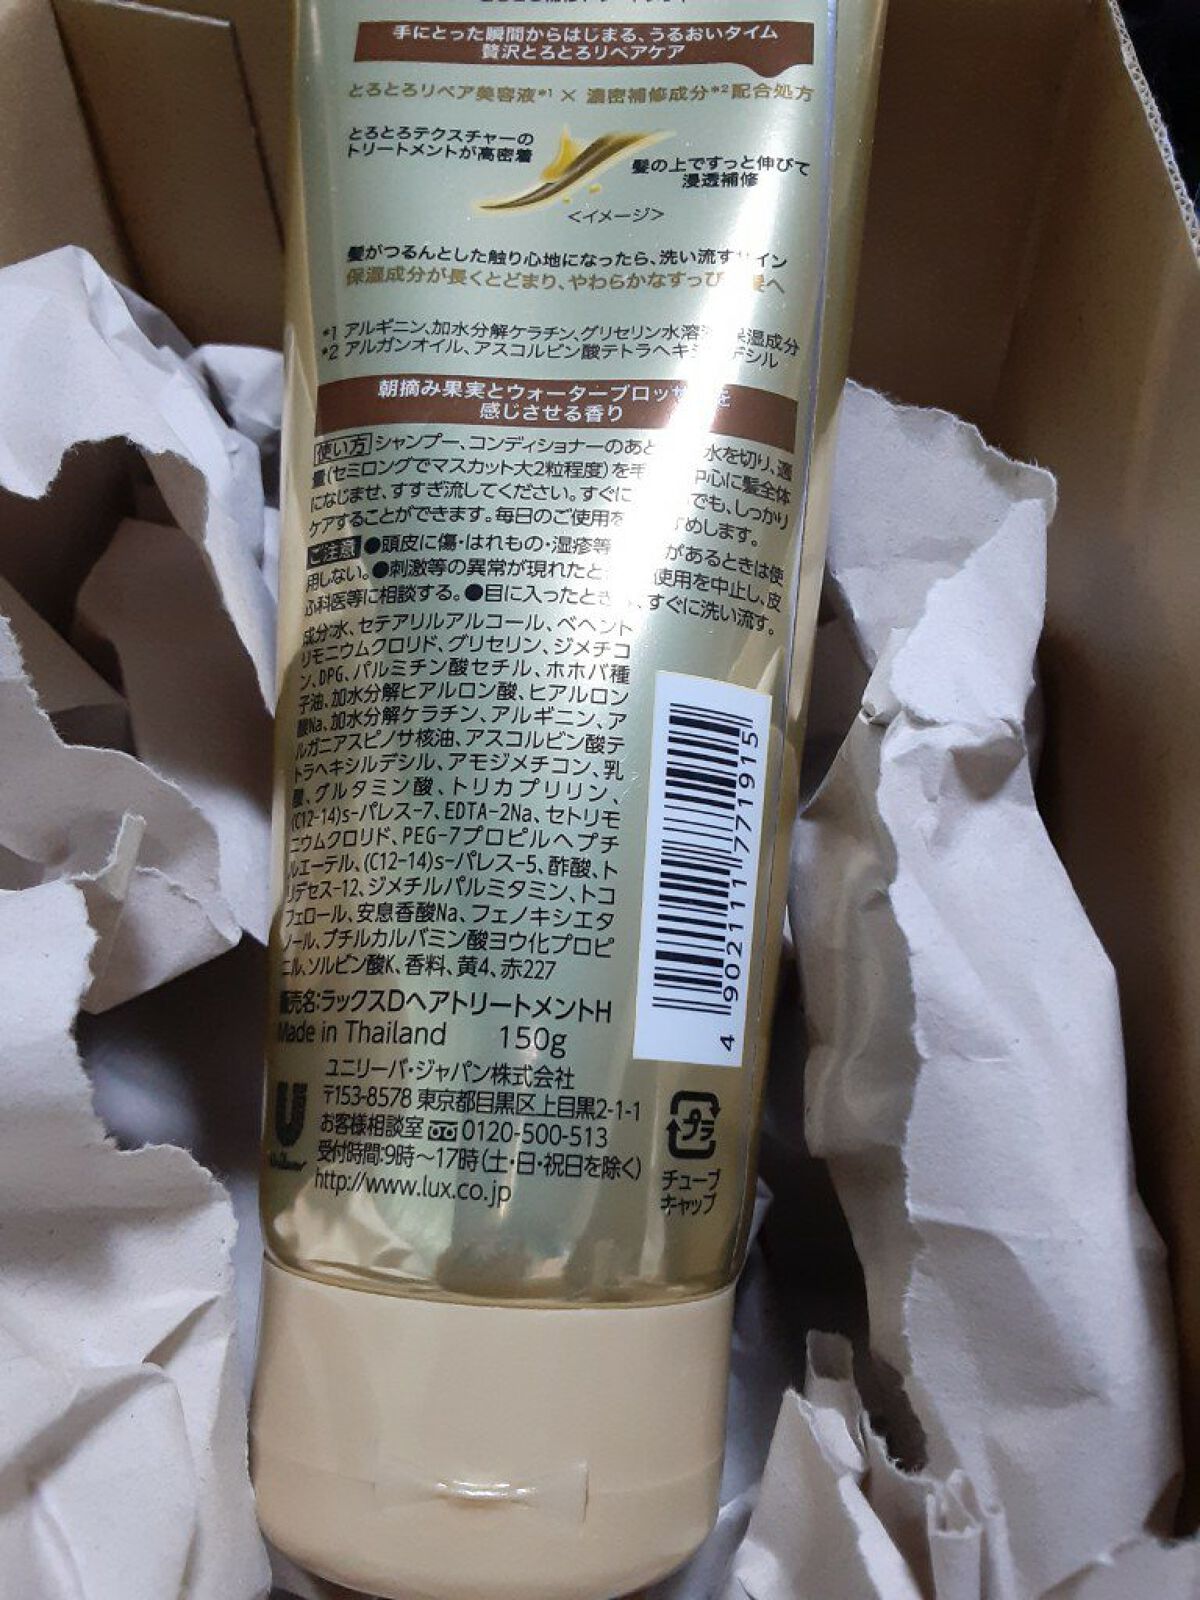 手にとった瞬間からはじまる、うるおいタイム
贅沢とろとろリペアケア
とろとろリペア美容液*1 × 濃密補修成分*2配合処方
とろとろテクスチャーの
トリートメントが高密着
髪の上ですっと伸びて
浸透補修
<イメージ>
髪がつるんとした触り心地になったら、洗い流す イン
保湿成分が長くとどまり、やわらかなすっぴ 髪へ
*1 アルギニン、加水分解ケラチン、グリセリン水溶 保湿成分
*2 アルガンオイル、アスコルビン酸テトラヘキシ デシル
朝摘み果実とウォーターブロッサ を
感じさせる香り
使い方 シャンプー、コンディショナーのあと 水を切り、適
量(セミロングでマスカット大2粒程度)を毛 中心に髪全体
になじませ、すすぎ流してください。すぐに でも、しっかり
ケアすることができます。毎日のご使用を すめします。
ご注意 ●頭皮に傷・はれもの・湿疹等 があるときは使
用しない。●刺激等の異常が現れたと 使用を中止し、皮
ふ科医等に相談する。●目に入ったとき 、すぐに洗い流す。
成分:水、セテアリルアルコール、ベヘント
リモニウムクロリド、グリセリン、ジメチコ
ン、DPG、パルミチン酸セチル、ホホバ種
子油、加水分解ヒアルロン酸、ヒアルロン
酸Na、加水分解ケラチン、アルギニン、ア
ルガニアスピノサ核油、アスコルビン酸テ
トラヘキシルデシル、アモジメチコン、乳
酸、グルタミン酸、トリカプリリン、
(C12-14)s-パレス-7、EDTA-2Na、セトリモ
ニウムクロリド、PEG-7プロピルヘプチ
ルエーテル、(C12-14)s-パレス-5、酢酸、ト
リデセス-12、ジメチルパルミタミン、トコ
フェロール、安息香酸Na、フェノキシエタ
ノール、ブチルカルバミン酸ヨウ化プロピ
ニル、ソルビン酸K、香料、黄4、赤227
販売名:ラックスDヘアトリートメントH
Made in Thailand 150g
ユニリーバ・ジャパン株式会社
〒153-8578 東京都目黒区上目黒2-1-1
お客様相談室 0120-500-513
受付時間:9時〜17時(土・日・祝日を除く)
http://www.lux.co.jp
4 902111 771915
プラ
チューブ
キャップ